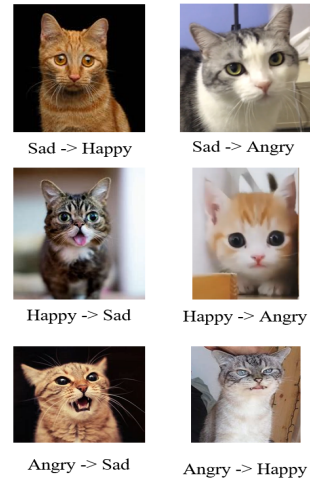 Sad -> Happy
Sad -> Angry
Happy -> Sad
Happy -> Angry
Angry -> Sad
Angry -> Happy